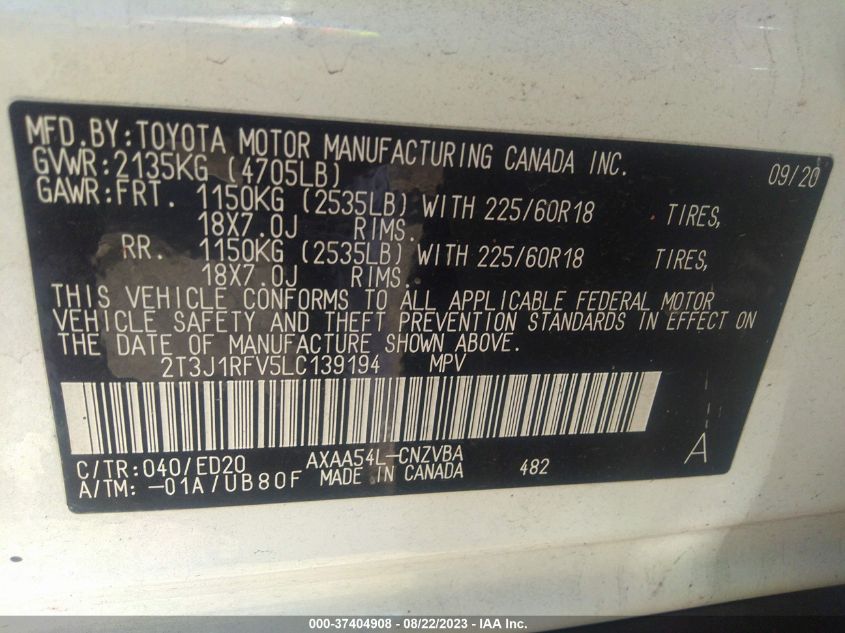 MFD.BY:TOYOTA MOTOR MANUFACTURING CANADA INC. 09/20
GVWR:2135KG (4705LB)
GAWR:FRT. 1150KG (2535LB) WITH 225/60R18 TIRES,
18X7.0J RIMS.
RR. 1150KG (2535LB) WITH 225/60R18 TIRES,
18X7.0J RIMS.
THIS VEHICLE CONFORMS TO ALL APPLICABLE FEDERAL MOTOR
VEHICLE SAFETY AND THEFT PREVENTION STANDARDS IN EFFECT ON
THE DATE OF MANUFACTURE SHOWN ABOVE.
2T3J1RFV5LC139194 MPV
C/TR:040/ED20 AXAA54L-CNZVBA A
A/TM: -01A/UB80F MADE IN CANADA 482
000-37404908 - 08/22/2023 - IAA Inc.